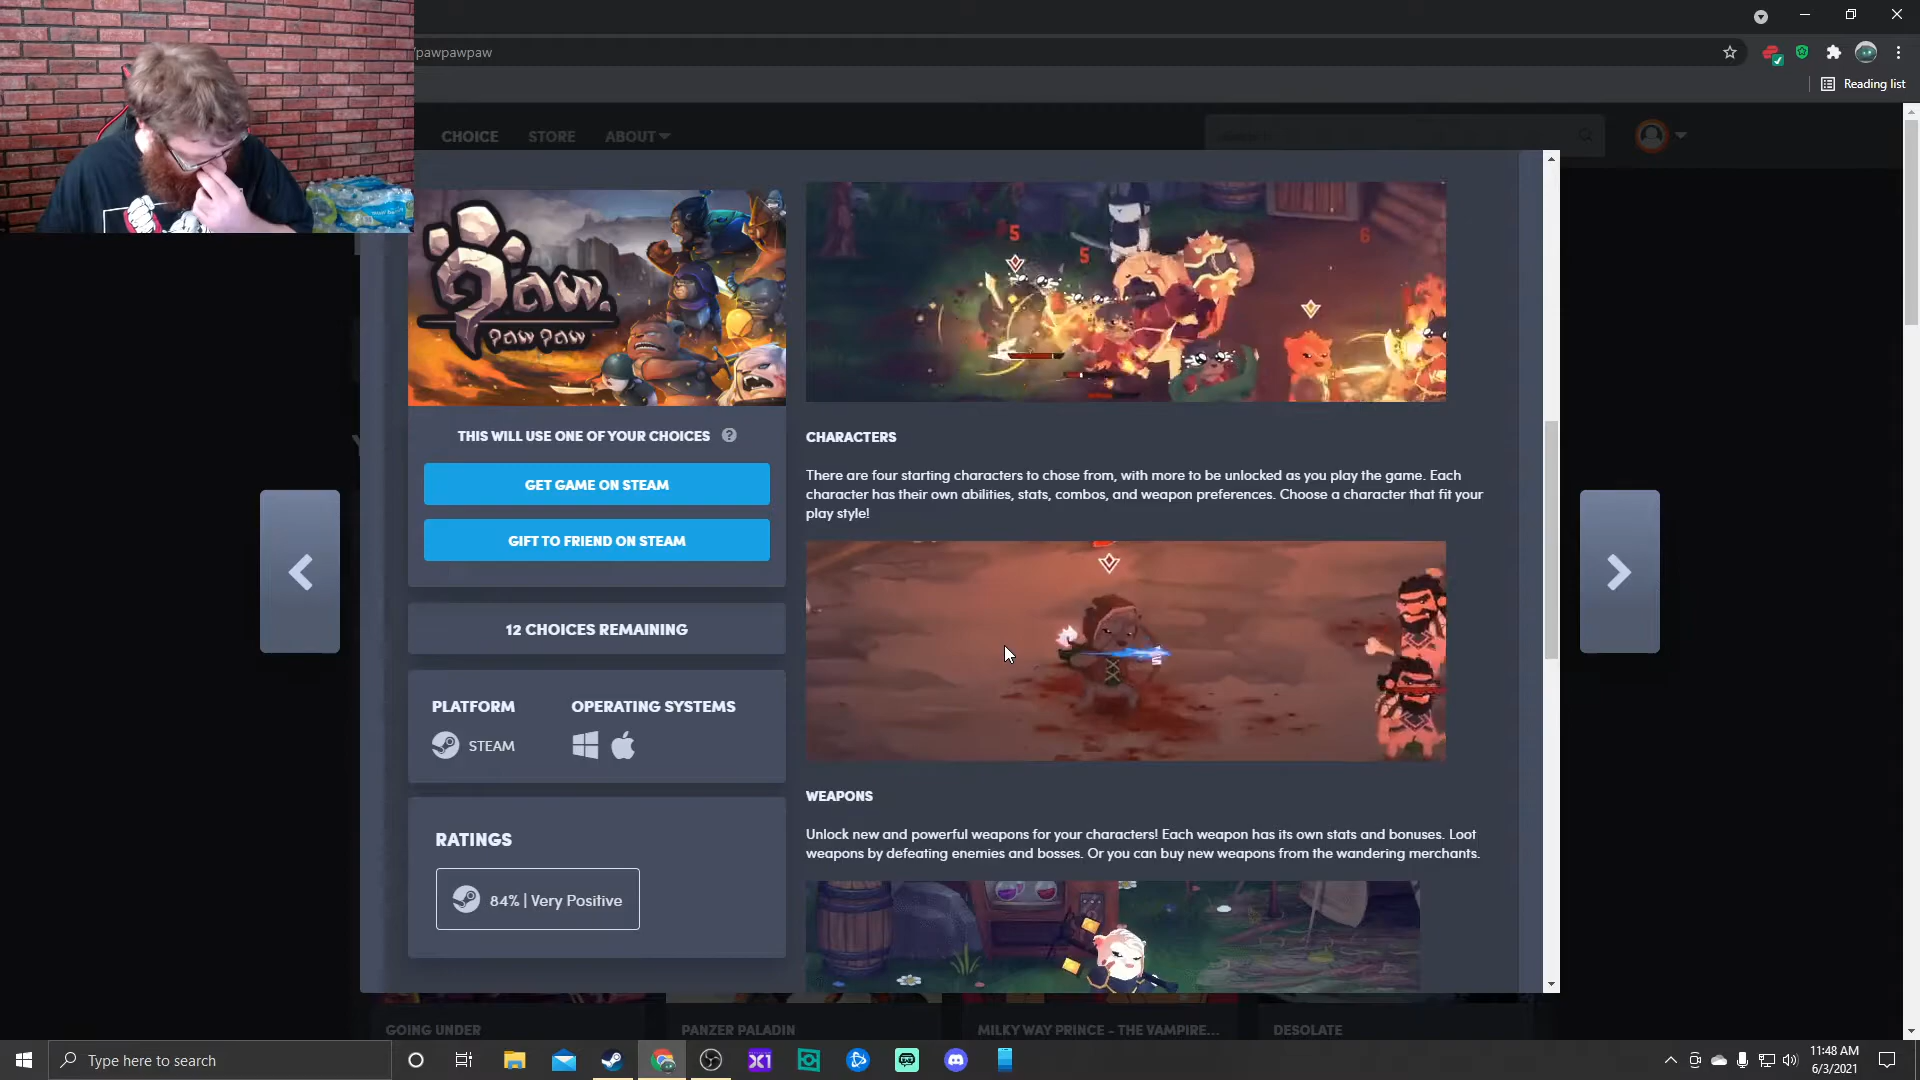 /pawpawpaw
Reading list
CHOICE STORE ABOUT
Paw
Paw Paw
5
5
6
THIS WILL USE ONE OF YOUR CHOICES ?
GET GAME ON STEAM
GIFT TO FRIEND ON STEAM
12 CHOICES REMAINING
PLATFORM OPERATING SYSTEMS
STEAM
RATINGS
84% | Very Positive
CHARACTERS
There are four starting characters to chose from, with more to be unlocked as you play the game. Each
character has their own abilities, stats, combos, and weapon preferences. Choose a character that fit your
play style!
WEAPONS
Unlock new and powerful weapons for your characters! Each weapon has its own stats and bonuses. Loot
weapons by defeating enemies and bosses. Or you can buy new weapons from the wandering merchants.
GOING UNDER PANZER PALADIN MILKY WAY PRINCE – THE VAMPIRE... DESOLATE
Type here to search
X1
11:48 AM
6/3/2021